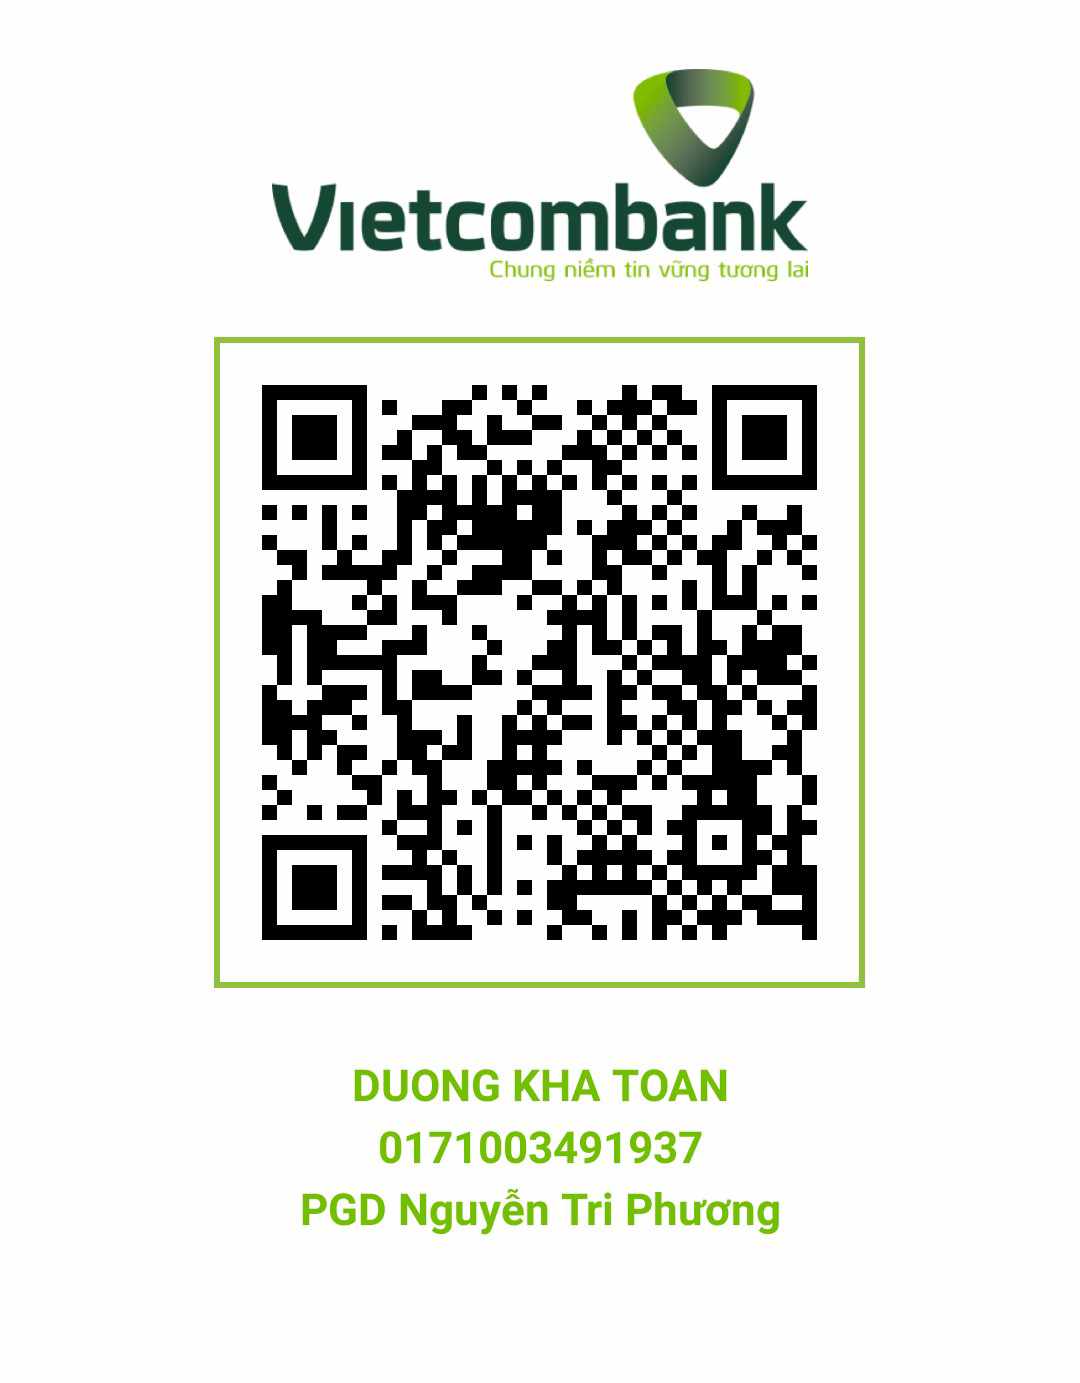 Vietcombank
Chung niềm tin vững tương lai
DUONG KHA TOAN
0171003491937
PGD Nguyễn Tri Phương